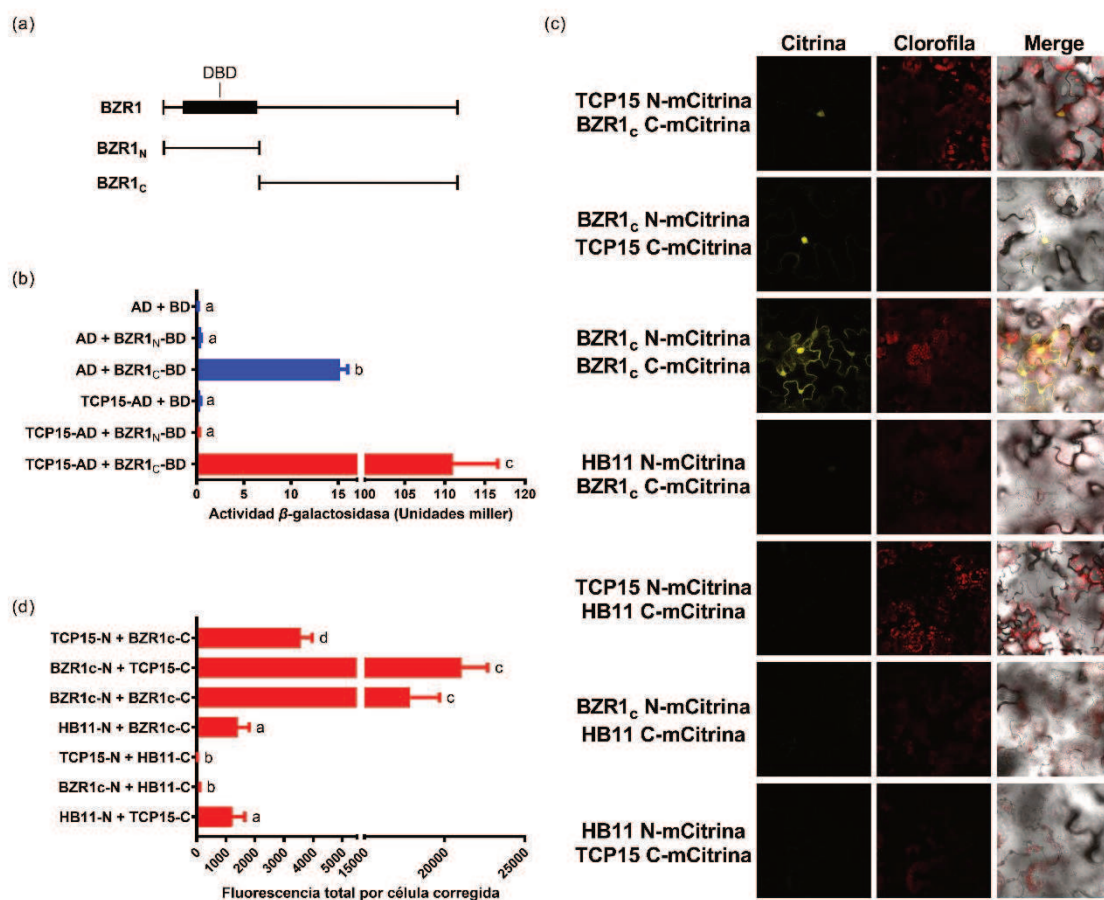 (a)
DBD
BZR1
BZR1N
BZR1C
(b)
AD + BD
a
AD + BZR1N-BD
a
AD + BZR1C-BD
b
TCP15-AD + BD
a
TCP15-AD + BZR1N-BD
a
TCP15-AD + BZR1C-BD
c
0 5 10 15 100 105 110 115 120
Actividad β-galactosidasa (Unidades miller)
(d)
TCP15-N + BZR1c-C
d
BZR1c-N + TCP15-C
c
BZR1c-N + BZR1c-C
c
HB11-N + BZR1c-C
a
TCP15-N + HB11-C
b
BZR1c-N + HB11-C
b
HB11-N + TCP15-C
a
0 1000 2000 3000 4000 5000 15000 20000 25000
Fluorescencia total por célula corregida
(c)
Citrina Clorofila Merge
TCP15 N-mCitrina
BZR1c C-mCitrina
BZR1c N-mCitrina
TCP15 C-mCitrina
BZR1c N-mCitrina
BZR1c C-mCitrina
HB11 N-mCitrina
BZR1c C-mCitrina
TCP15 N-mCitrina
HB11 C-mCitrina
BZR1c N-mCitrina
HB11 C-mCitrina
HB11 N-mCitrina
TCP15 C-mCitrina